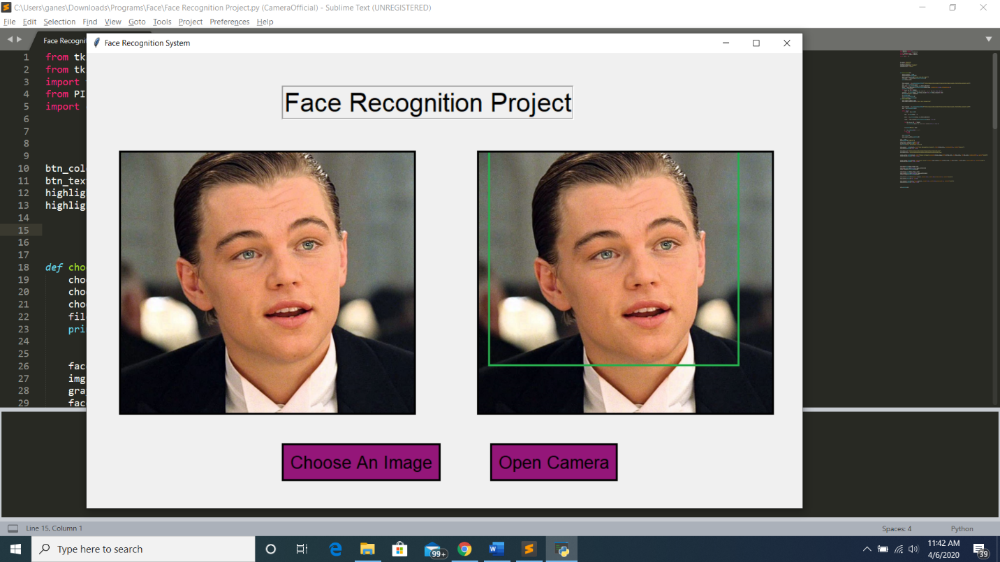 C:\Users\ganes\Downloads\Programs\Face\Face Recognition Project.py (CameraOfficial) - Sublime Text (UNREGISTERED)
File Edit Selection Find View Goto Tools Project Preferences Help
Face Recogni
Face Recognition System
1 from tk
2 from tk
3 import
4 from PI
5 import
6
7
8
9
10 btn_col
11 btn_tex
12 highlig
13 highlig
14
15
16
17
18 def cho
19 cho
20 cho
21 cho
22 fil
23 pri
24
25
26 fac
27 img
28 gra
29 fac
Face Recognition Project
Choose An Image Open Camera
Line 15, Column 1 Spaces: 4 Python
Type here to search
99+
11:42 AM
4/6/2020
39